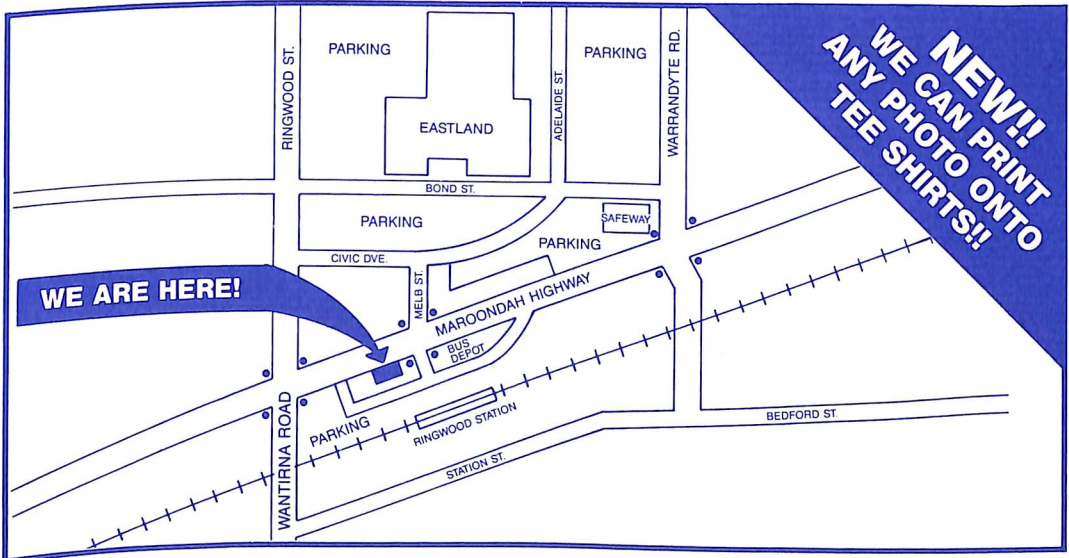 RINGWOOD ST.
PARKING
EASTLAND
ADELAIDE ST.
PARKING
WARRANDYTE RD.
NEW!!
WE CAN PRINT
ANY PHOTO ONTO
TEE SHIRTS!!
BOND ST.
PARKING
SAFEWAY
PARKING
CIVIC DVE.
MELB ST.
WE ARE HERE!
MAROONDAH HIGHWAY
BUS
DEPOT
WANTIRNA ROAD
PARKING
RINGWOOD STATION
STATION ST.
BEDFORD ST.